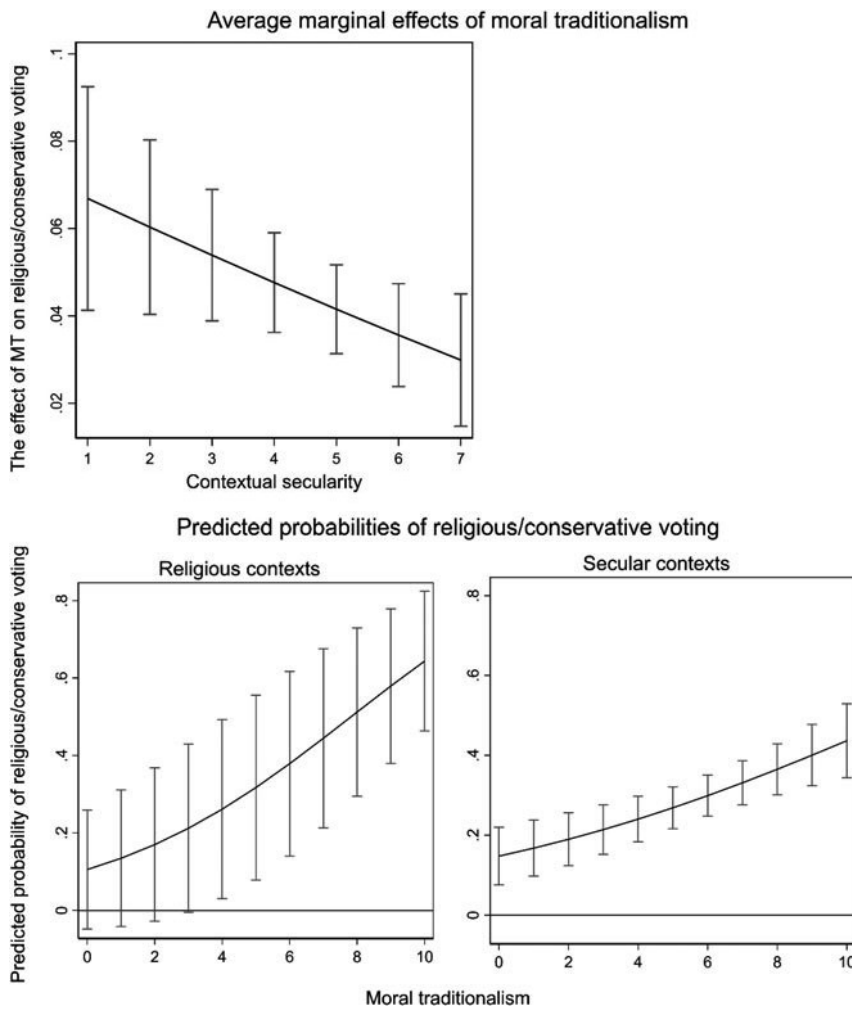 Average marginal effects of moral traditionalism
The effect of MT on religious/conservative voting
.1
.08
.06
.04
.02
1 2 3 4 5 6 7
Contextual secularity
Predicted probabilities of religious/conservative voting
Predicted probability of religious/conservative voting
Religious contexts
.8
.6
.4
.2
0
0 2 4 6 8 10
Secular contexts
.8
.6
.4
.2
0
0 2 4 6 8 10
Moral traditionalism